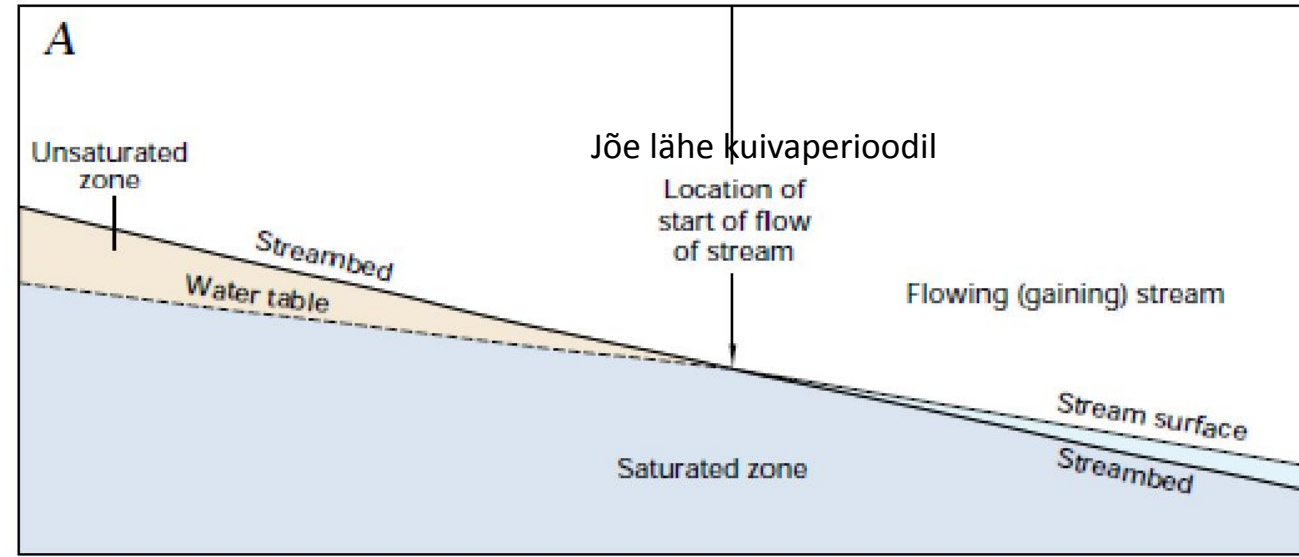 A
Jõe lähe kuivaperioodil
Unsaturated
zone
Location of
start of flow
of stream
Streambed
Water table
Flowing (gaining) stream
Stream surface
Streambed
Saturated zone